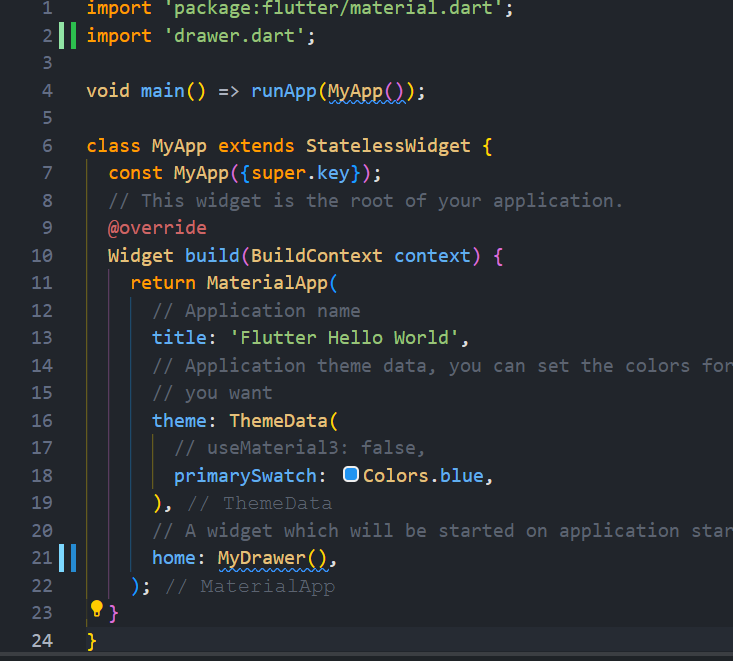 1 import 'package:flutter/material.dart';
2 import 'drawer.dart';
3
4 void main() => runApp(MyApp());
5
6 class MyApp extends StatelessWidget {
7 const MyApp({super.key});
8 // This widget is the root of your application.
9 @override
10 Widget build(BuildContext context) {
11 return MaterialApp(
12 // Application name
13 title: 'Flutter Hello World',
14 // Application theme data, you can set the colors for
15 // you want
16 theme: ThemeData(
17 // useMaterial3: false,
18 primarySwatch: Colors.blue,
19 ), // ThemeData
20 // A widget which will be started on application star
21 home: MyDrawer(),
22 ); // MaterialApp
23 }
24 }